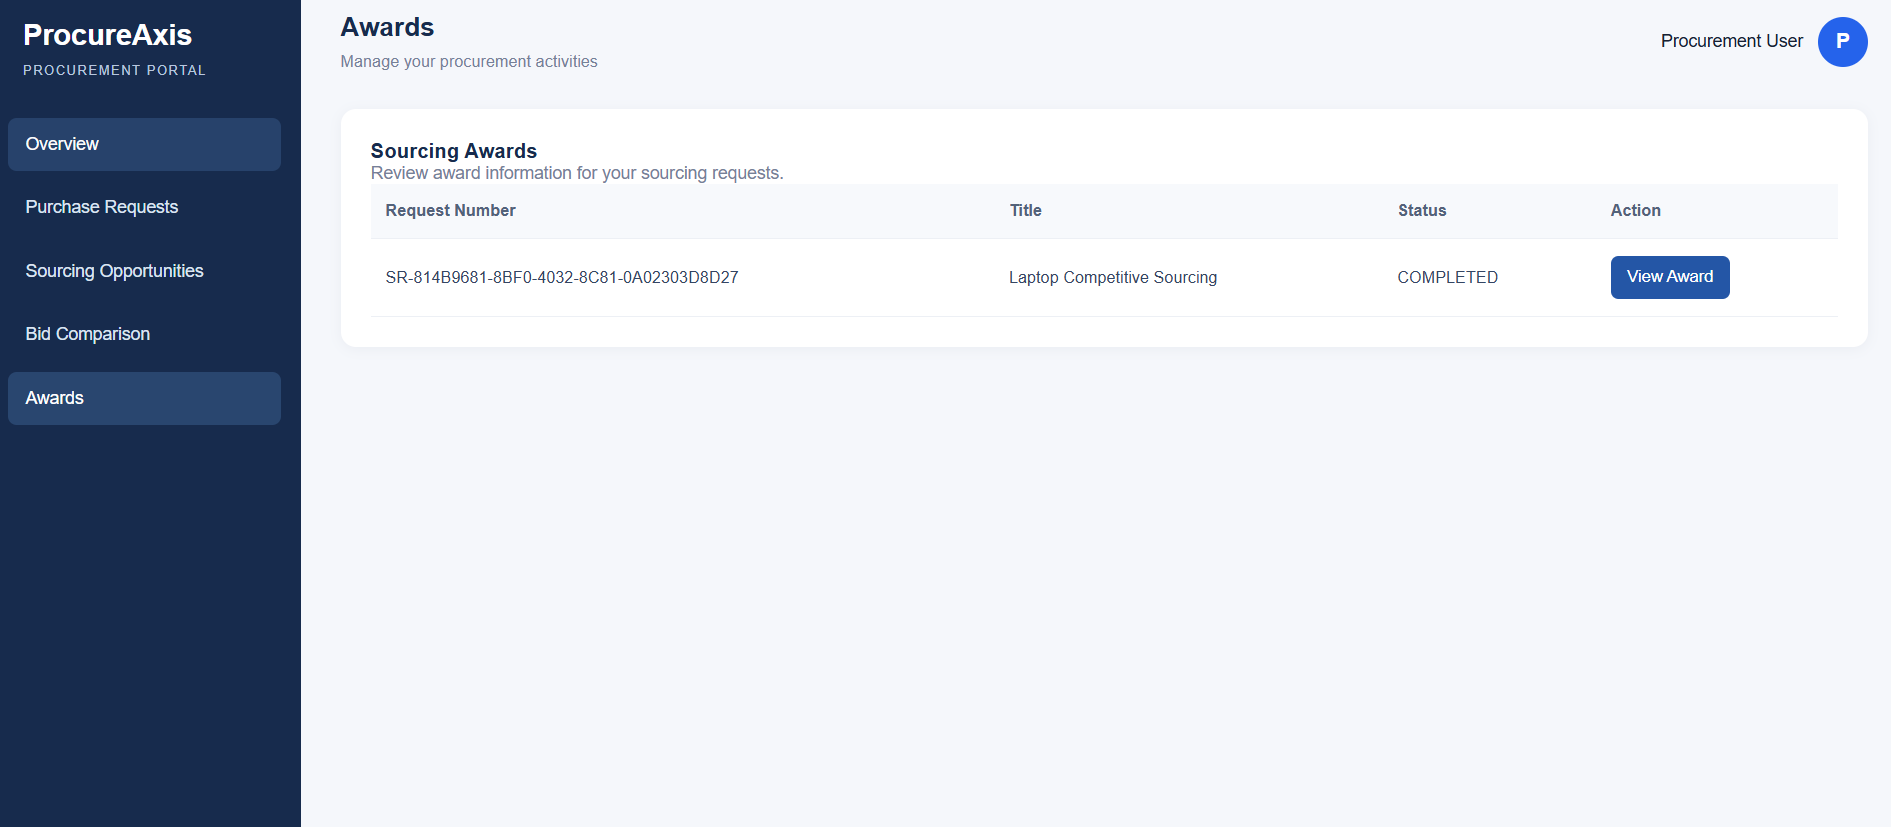 ProcureAxis
PROCUREMENT PORTAL
Overview
Purchase Requests
Sourcing Opportunities
Bid Comparison
Awards
Awards
Manage your procurement activities
Procurement User
P
Sourcing Awards
Review award information for your sourcing requests.
Request Number Title Status Action
SR-814B9681-8BF0-4032-8C81-0A02303D8D27 Laptop Competitive Sourcing COMPLETED View Award